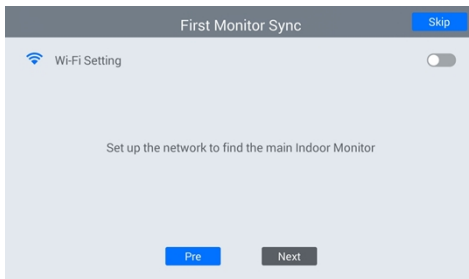 First Monitor Sync
Skip
Wi-Fi Setting
Set up the network to find the main Indoor Monitor
Pre
Next